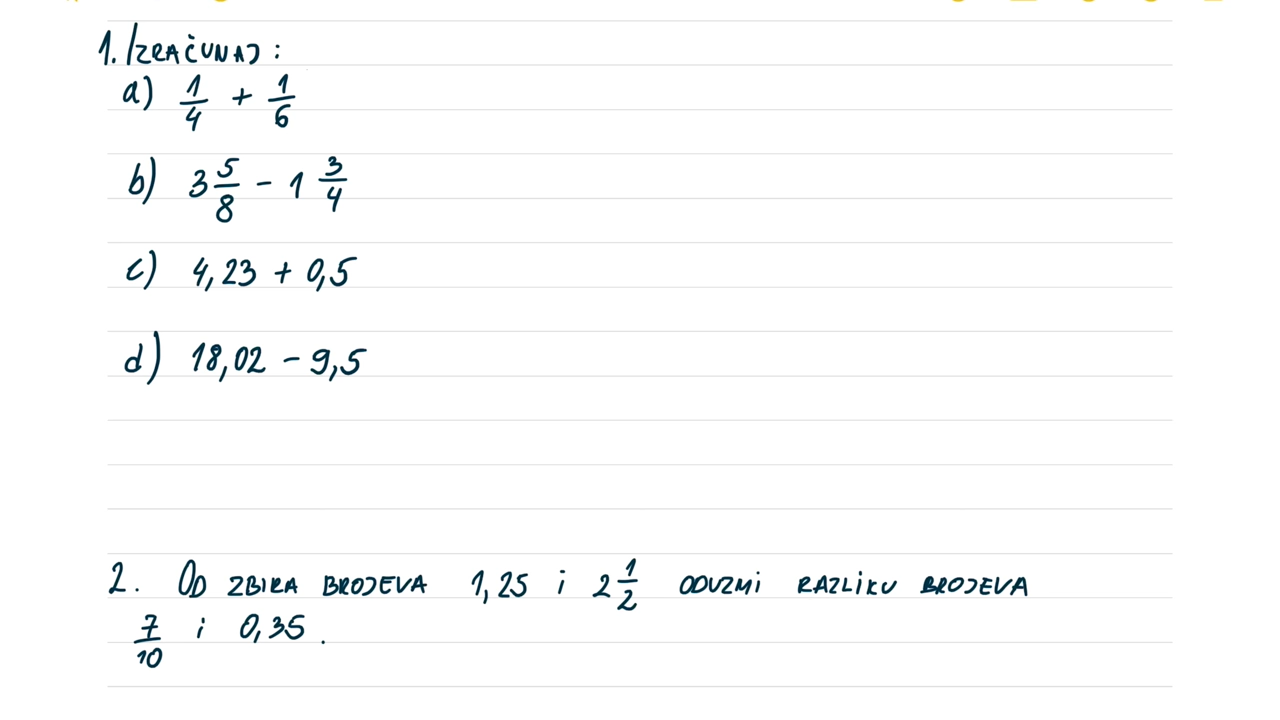 1. IZRAČUNAJ:
a) 1/4 + 1/6
b) 3 5/8 - 1 3/4
c) 4,23 + 0,5
d) 18,02 - 9,5
2. OD ZBIRA BROJEVA 1,25 i 2 1/2 ODUZMi RAZLiKU BROJEVA
7/10 i 0,35.